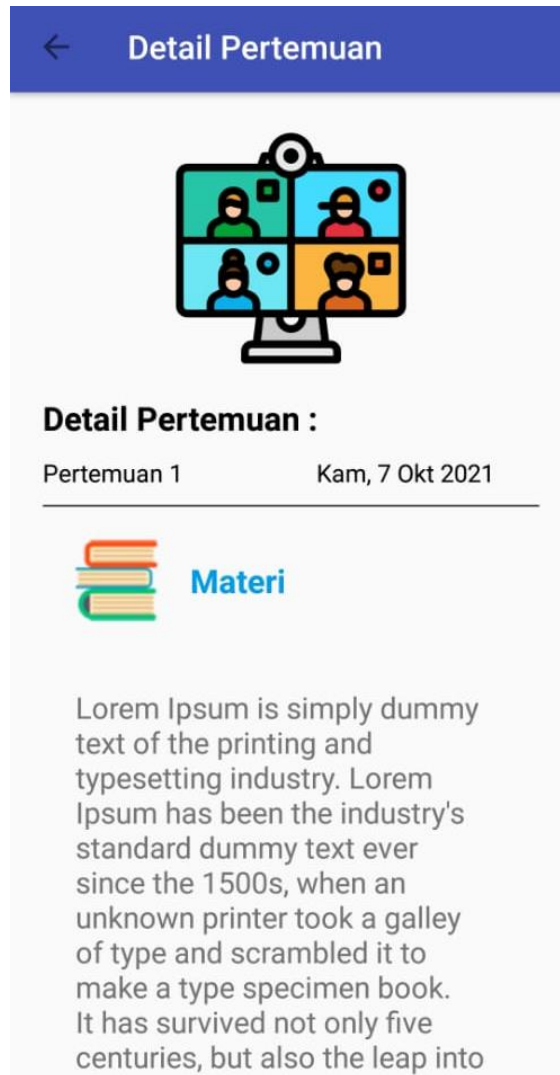 Detail Pertemuan
Detail Pertemuan :
Pertemuan 1 Kam, 7 Okt 2021
Materi
Lorem Ipsum is simply dummy
text of the printing and
typesetting industry. Lorem
Ipsum has been the industry's
standard dummy text ever
since the 1500s, when an
unknown printer took a galley
of type and scrambled it to
make a type specimen book.
It has survived not only five
centuries, but also the leap into